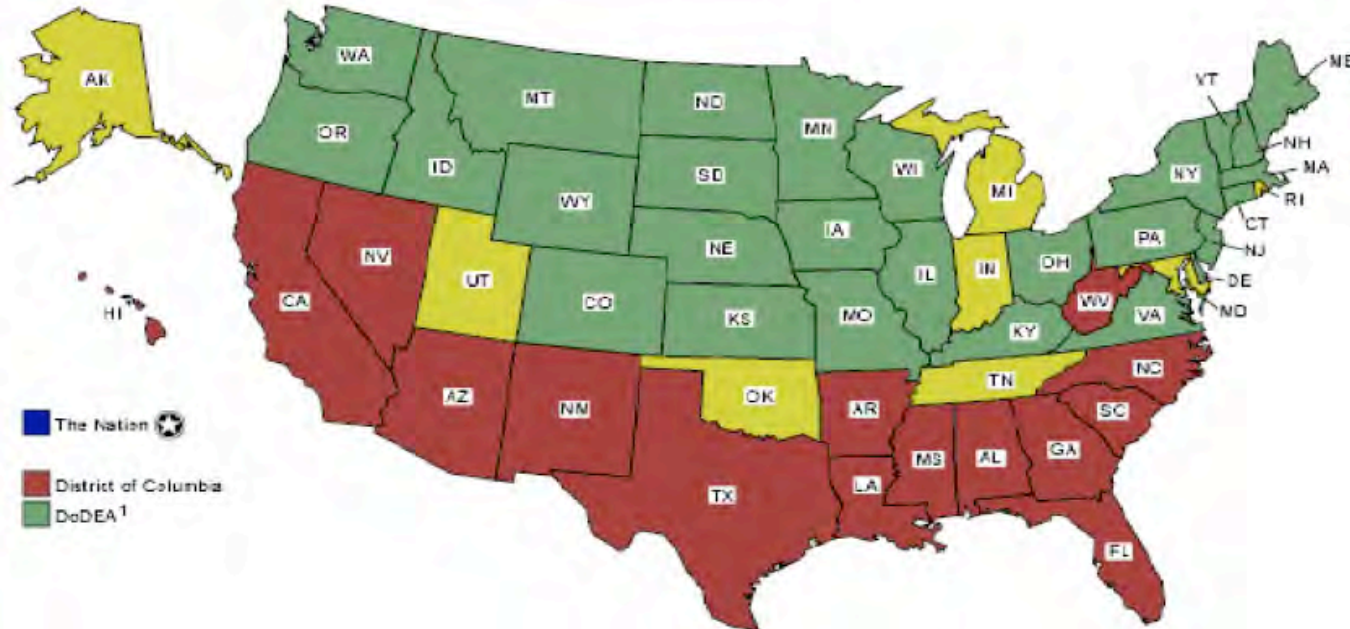 AK
WA
MT
ND
MN
VT
ME
OR
ID
SD
WI
MI
NY
NH
MA
RI
CT
WY
NE
IA
PA
NJ
NV
UT
CO
IL
IN
OH
DE
MD
CA
HI
KS
MO
KY
WV
VA
AZ
NM
OK
AR
TN
NC
SC
The Nation
District of Columbia
DoDEA1
TX
LA
MS
AL
GA
FL